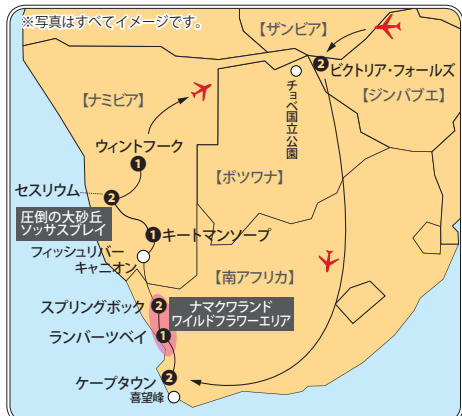 ※写真はすべてイメージです。
【ザンビア】
❷ビクトリア・フォールズ
【ジンバブエ】
チョベ国立公園
【ナミビア】
ウィントフーク
❶
【ボツワナ】
セスリウム
❷
圧倒の大砂丘
ソッサスブレイ
❶キートマンソープ
フィッシュリバー
キャニオン
【南アフリカ】
スプリングボック❷
ナマクワランド
ワイルドフラワーエリア
ランバーツベイ❶
ケープタウン❷
喜望峰